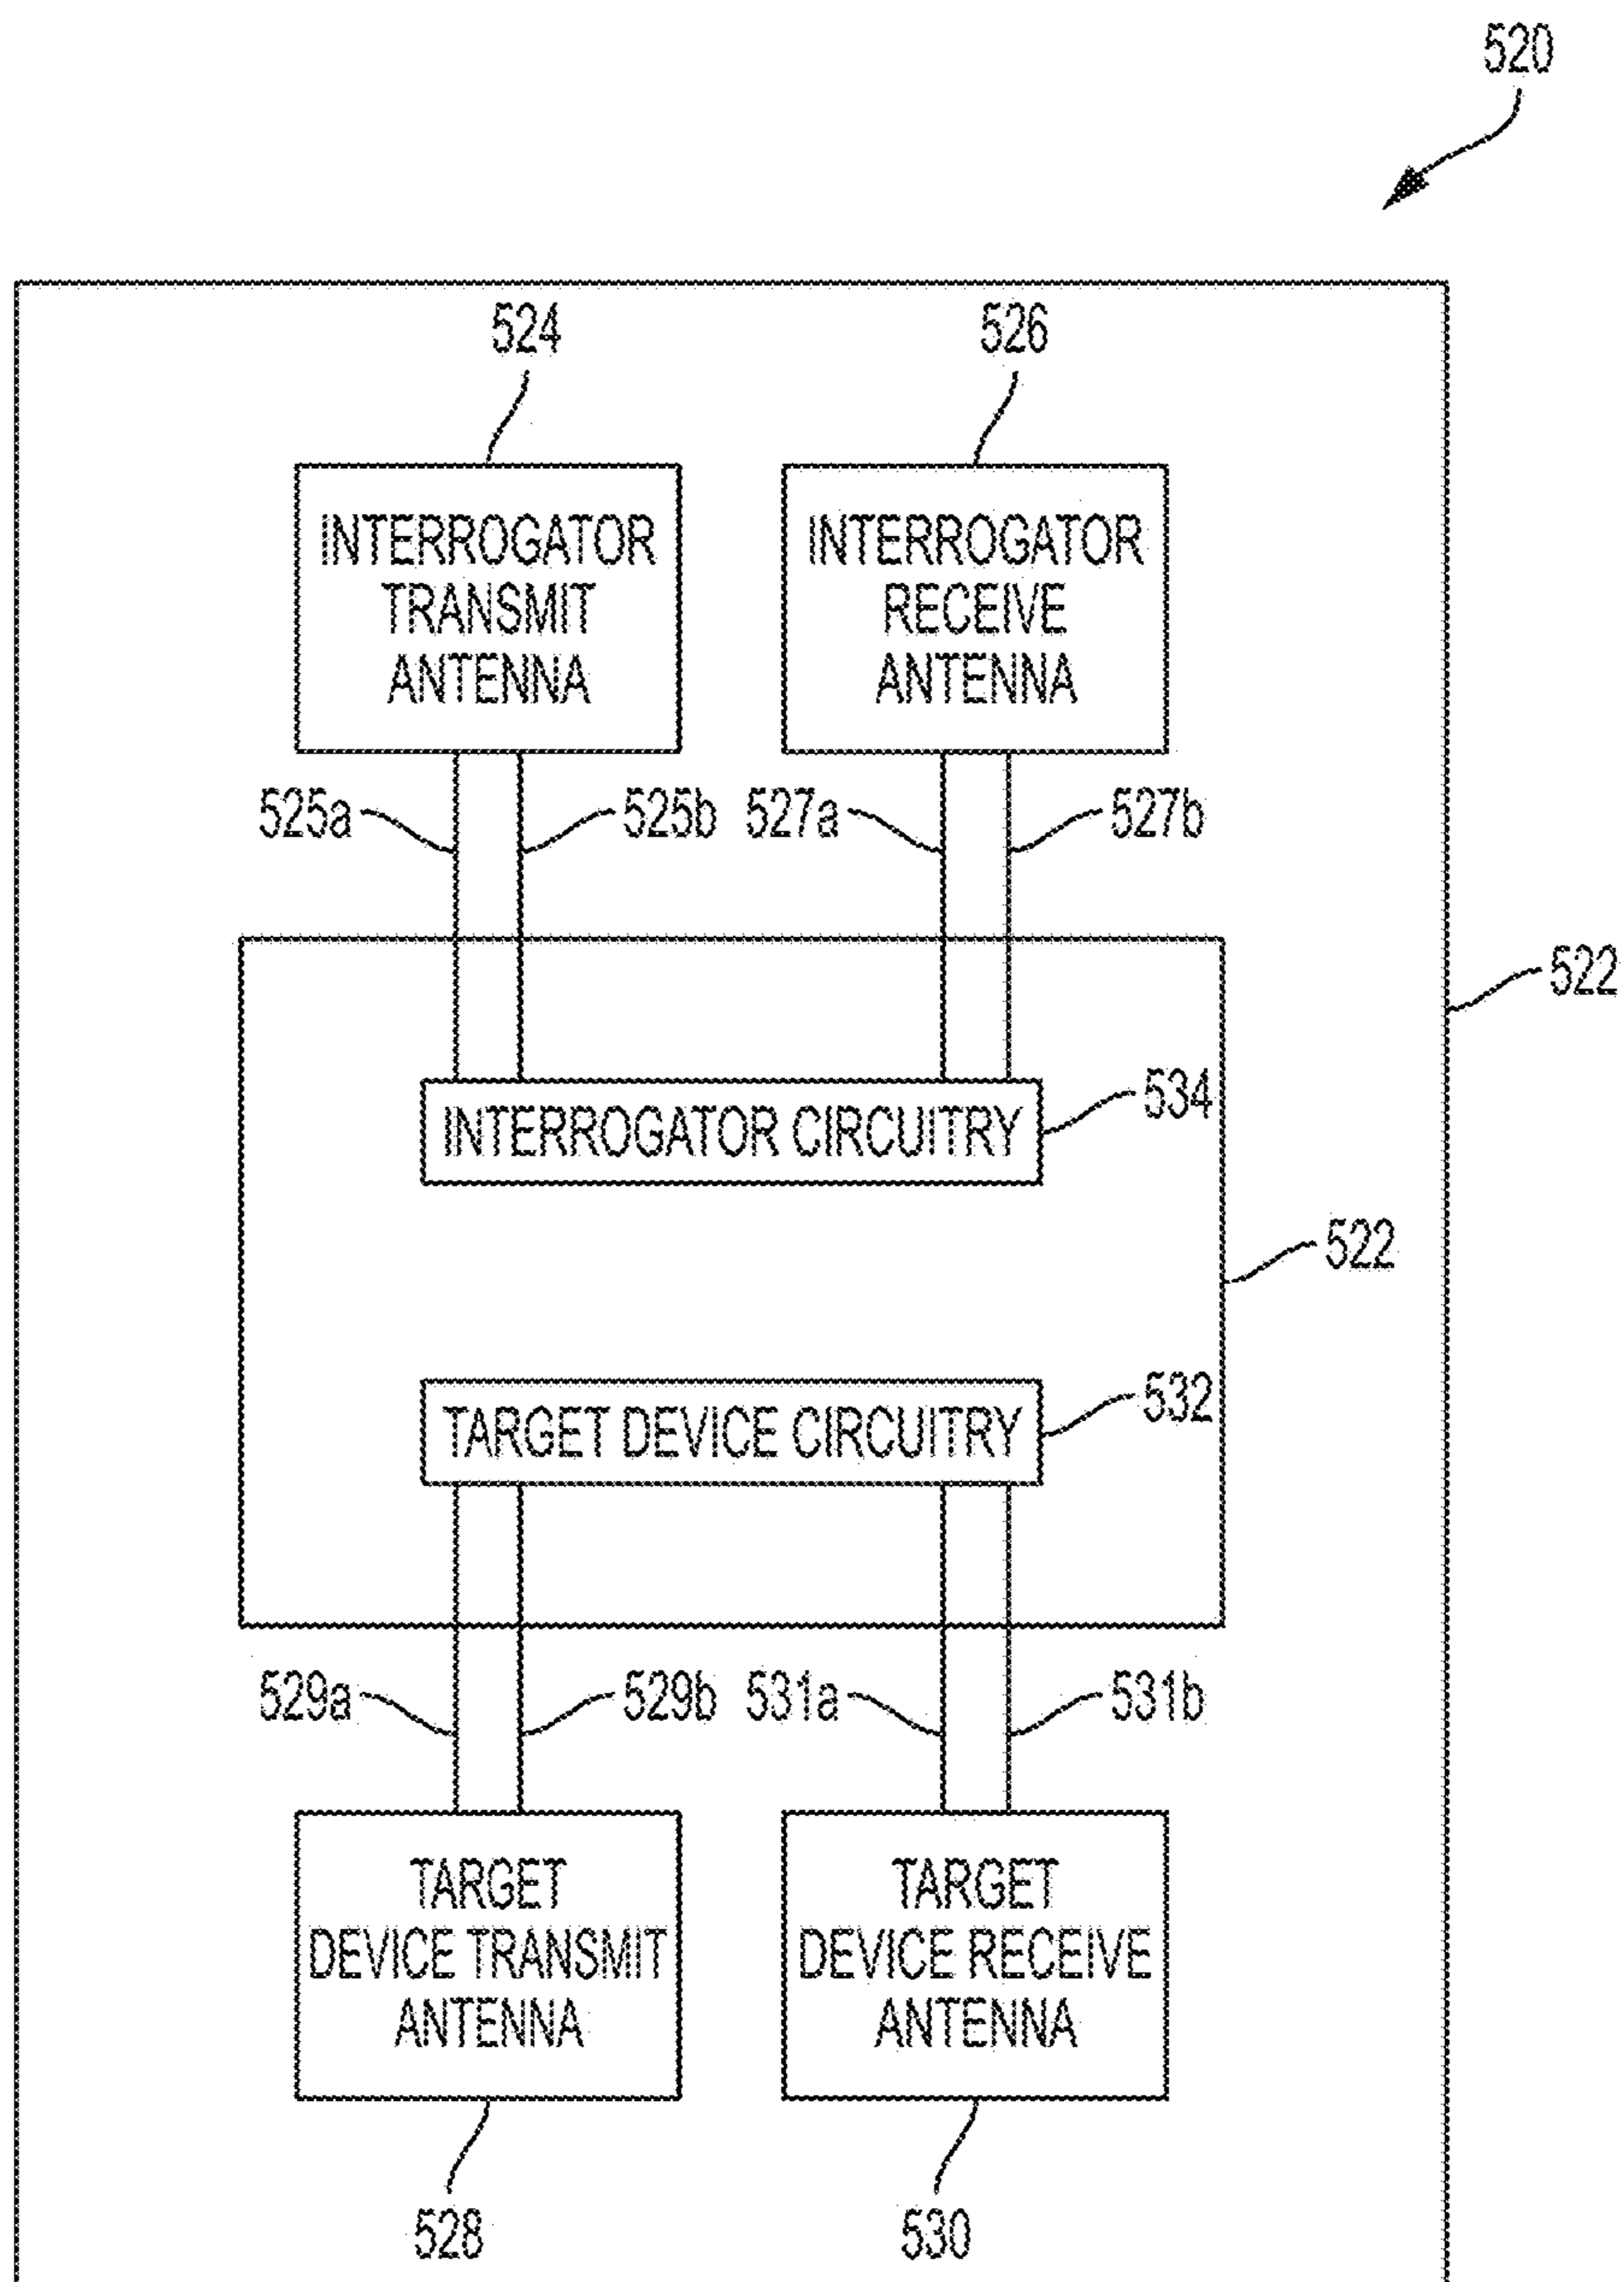 520
524
526
INTERROGATOR
TRANSMIT
ANTENNA
INTERROGATOR
RECEIVE
ANTENNA
525a
525b
527a
527b
522
534
INTERROGATOR CIRCUITRY
522
532
TARGET DEVICE CIRCUITRY
529a
529b
531a
531b
TARGET
DEVICE TRANSMIT
ANTENNA
TARGET
DEVICE RECEIVE
ANTENNA
528
530